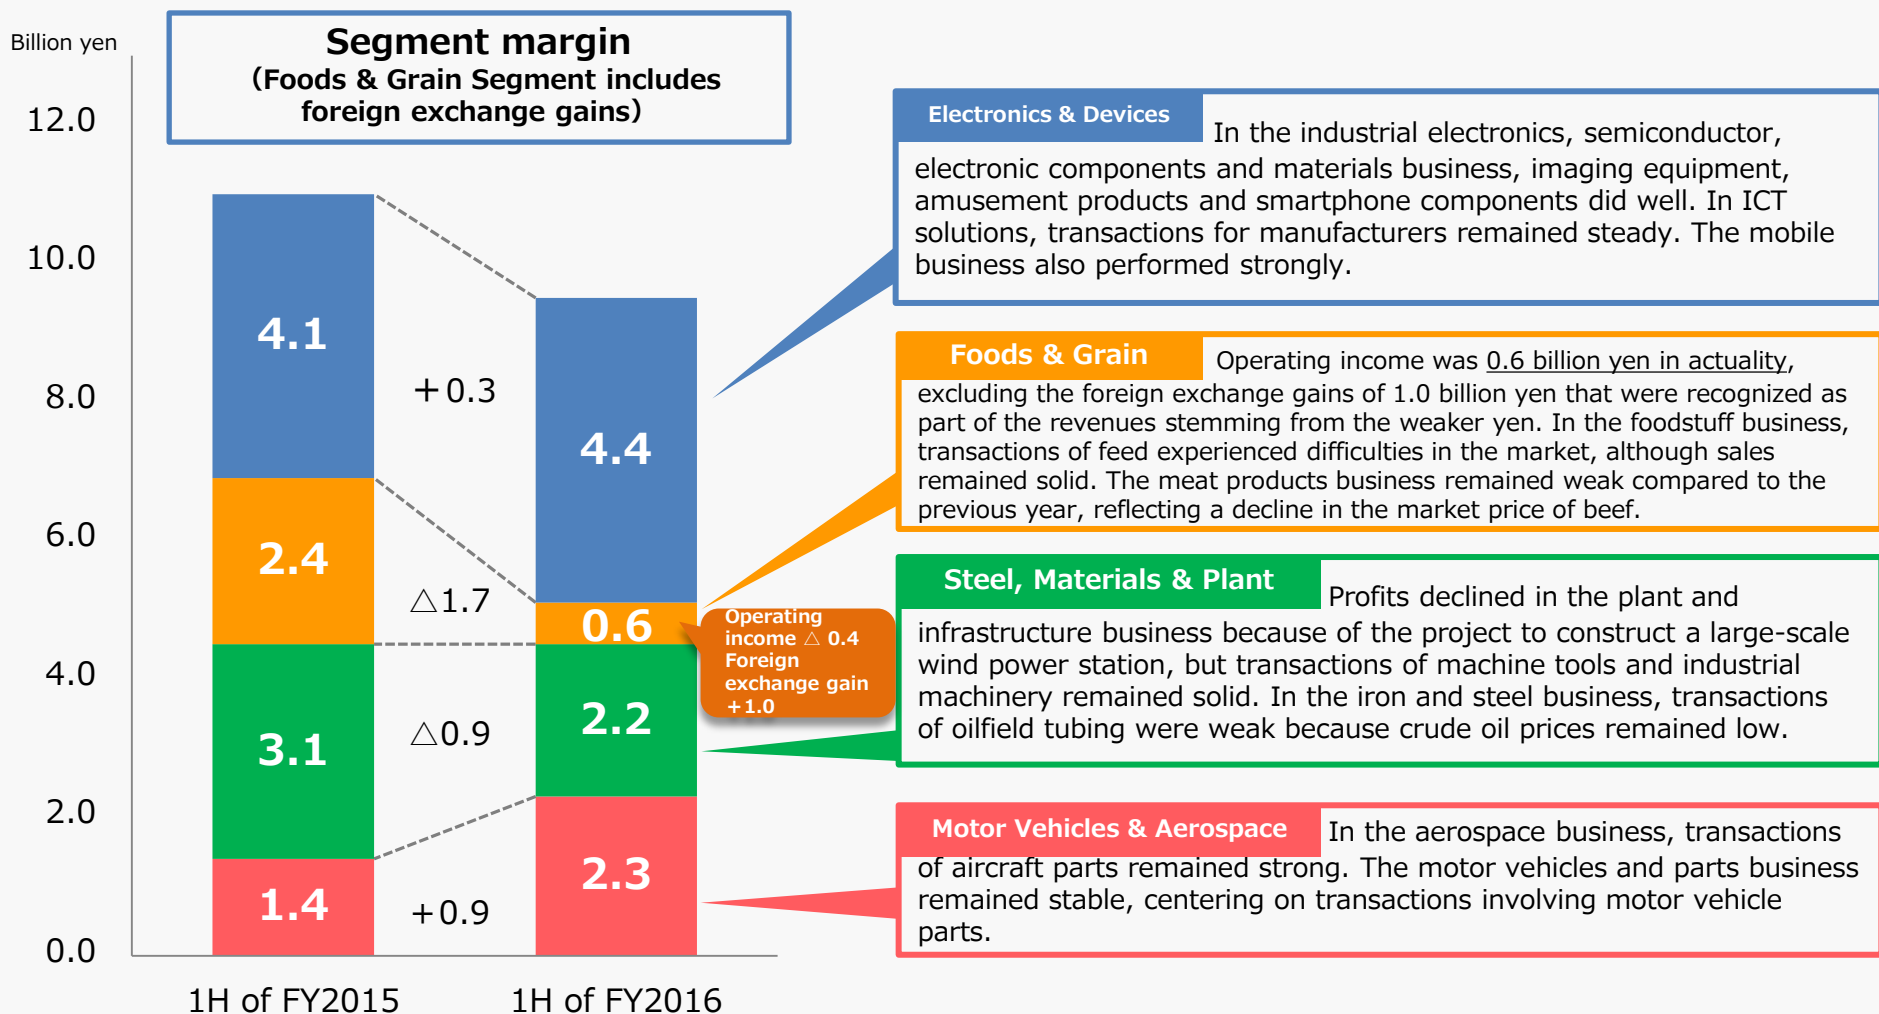 Billion yen
Segment margin
(Foods & Grain Segment includes
foreign exchange gains)
12.0
10.0
8.0
6.0
4.0
2.0
0.0
4.1
2.4
3.1
1.4
+0.3
△1.7
△0.9
+0.9
4.4
0.6
2.2
2.3
Operating
income △ 0.4
Foreign
exchange gain
+1.0
1H of FY2015
1H of FY2016
Electronics & Devices
In the industrial electronics, semiconductor,
electronic components and materials business, imaging equipment,
amusement products and smartphone components did well. In ICT
solutions, transactions for manufacturers remained steady. The mobile
business also performed strongly.
Foods & Grain
Operating income was 0.6 billion yen in actuality,
excluding the foreign exchange gains of 1.0 billion yen that were recognized as
part of the revenues stemming from the weaker yen. In the foodstuff business,
transactions of feed experienced difficulties in the market, although sales
remained solid. The meat products business remained weak compared to the
previous year, reflecting a decline in the market price of beef.
Steel, Materials & Plant
Profits declined in the plant and
infrastructure business because of the project to construct a large-scale
wind power station, but transactions of machine tools and industrial
machinery remained solid. In the iron and steel business, transactions
of oilfield tubing were weak because crude oil prices remained low.
Motor Vehicles & Aerospace
In the aerospace business, transactions
of aircraft parts remained strong. The motor vehicles and parts business
remained stable, centering on transactions involving motor vehicle
parts.